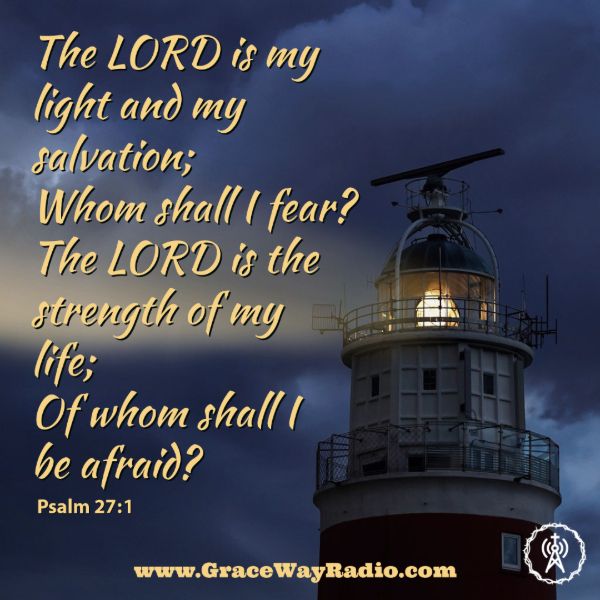 The LORD is my
light and my
salvation;
Whom shall I fear?
The LORD is the
strength of my
life;
Of whom shall I
be afraid?
Psalm 27:1
www.GraceWayRadio.com